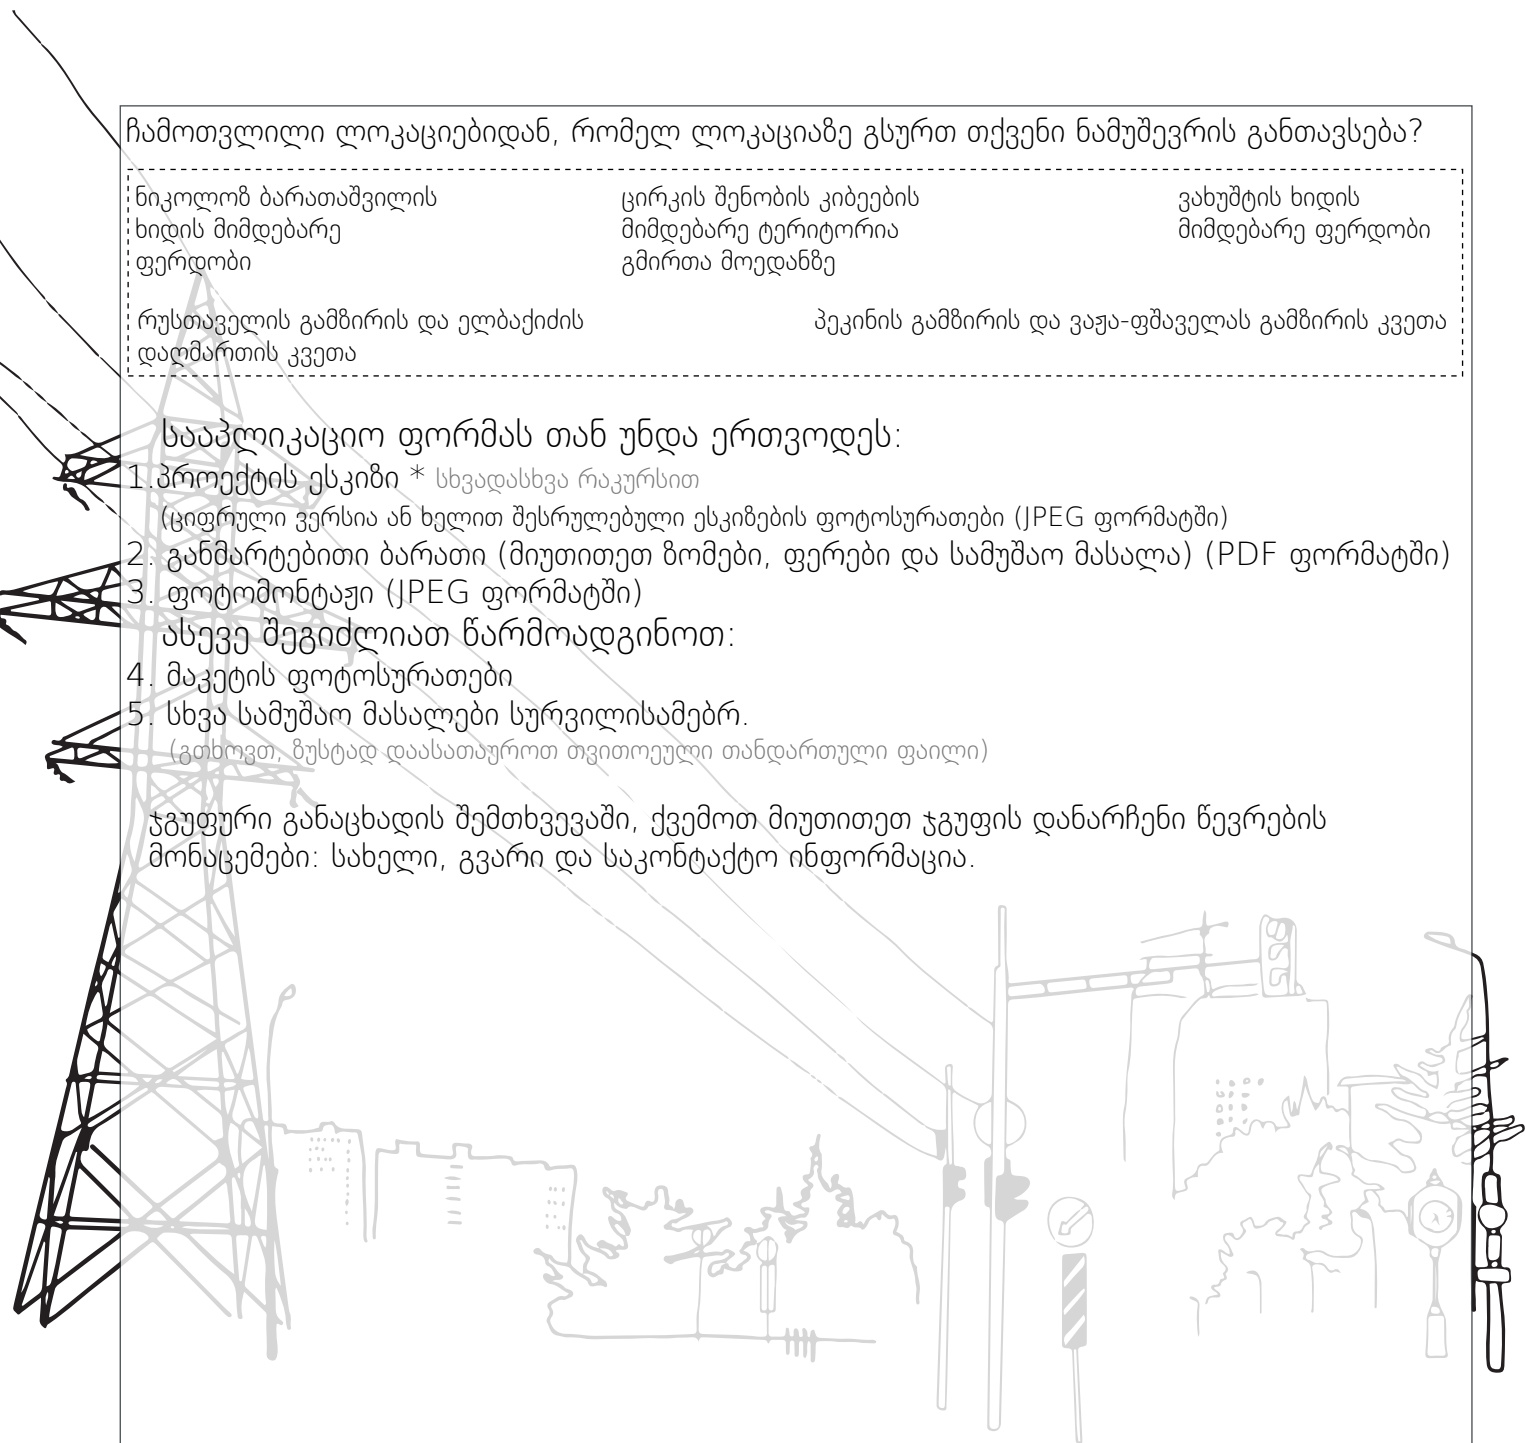 ჩამოთვლილი ლოკაციებიდან, რომელ ლოკაციაზე გსურთ თქვენი ნამუშევრის განთავსება?
ნიკოლოზ ბარათაშვილის
ხიდის მიმდებარე
ფერდობი
ცირკის შენობის კიბეების
მიმდებარე ტერიტორია
გმირთა მოედანზე
ვახუშტის ხიდის
მიმდებარე ფერდობი
რუსთაველის გამზირის და ელბაქიძის
დაღმართის კვეთა
პეკინის გამზირის და ვაჟა-ფშაველას გამზირის კვეთა
სააპლიკაციო ფორმას თან უნდა ერთვოდეს:
1.პროექტის ესკიზი * სხვადასხვა რაკურსით
(ციფრული ვერსია ან ხელით შესრულებული ესკიზების ფოტოსურათები (JPEG ფორმატში)
2. განმარტებითი ბარათი (მიუთითეთ ზომები, ფერები და სამუშაო მასალა) (PDF ფორმატში)
3. ფოტომონტაჟი (JPEG ფორმატში)
ასევე შეგიძლიათ წარმოადგინოთ:
4. მაკეტის ფოტოსურათები
5. სხვა სამუშაო მასალები სურვილისამებრ.
(გთხოვთ, ზუსტად დაასათაუროთ თვითოეული თანდართული ფაილი)
ჯგუფური განაცხადის შემთხვევაში, ქვემოთ მიუთითეთ ჯგუფის დანარჩენი წევრების
მონაცემები: სახელი, გვარი და საკონტაქტო ინფორმაცია.